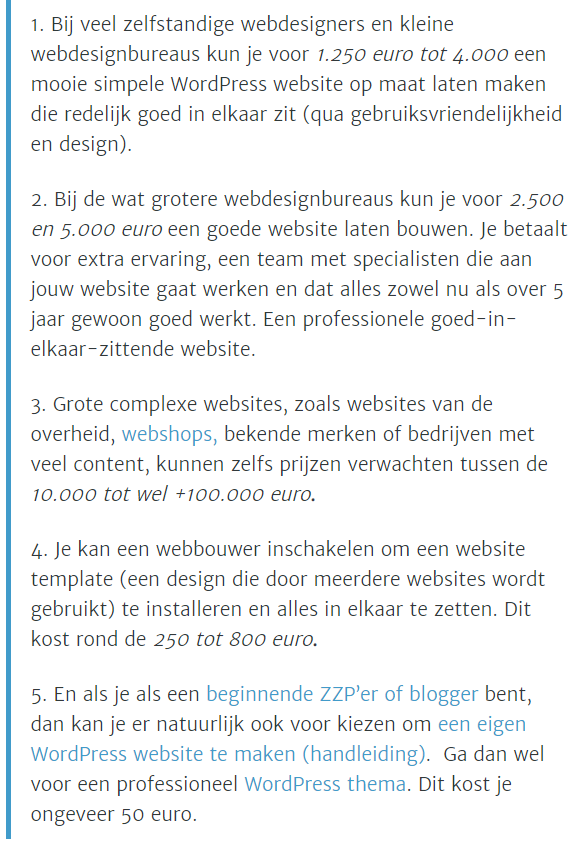 1. Bij veel zelfstandige webdesigners en kleine
webdesignbureaus kun je voor 1.250 euro tot 4.000 een
mooie simpele WordPress website op maat laten maken
die redelijk goed in elkaar zit (qua gebruiksvriendelijkheid
en design).
2. Bij de wat grotere webdesignbureaus kun je voor 2.500
en 5.000 euro een goede website laten bouwen. Je betaalt
voor extra ervaring, een team met specialisten die aan
jouw website gaat werken en dat alles zowel nu als over 5
jaar gewoon goed werkt. Een professionele goed-in-
elkaar-zittende website.
3. Grote complexe websites, zoals websites van de
overheid, webshops, bekende merken of bedrijven met
veel content, kunnen zelfs prijzen verwachten tussen de
10.000 tot wel +100.000 euro.
4. Je kan een webbouwer inschakelen om een website
template (een design die door meerdere websites wordt
gebruikt) te installeren en alles in elkaar te zetten. Dit
kost rond de 250 tot 800 euro.
5. En als je als een beginnende ZZP’er of blogger bent,
dan kan je er natuurlijk ook voor kiezen om een eigen
WordPress website te maken (handleiding).  Ga dan wel
voor een professioneel WordPress thema. Dit kost je
ongeveer 50 euro.